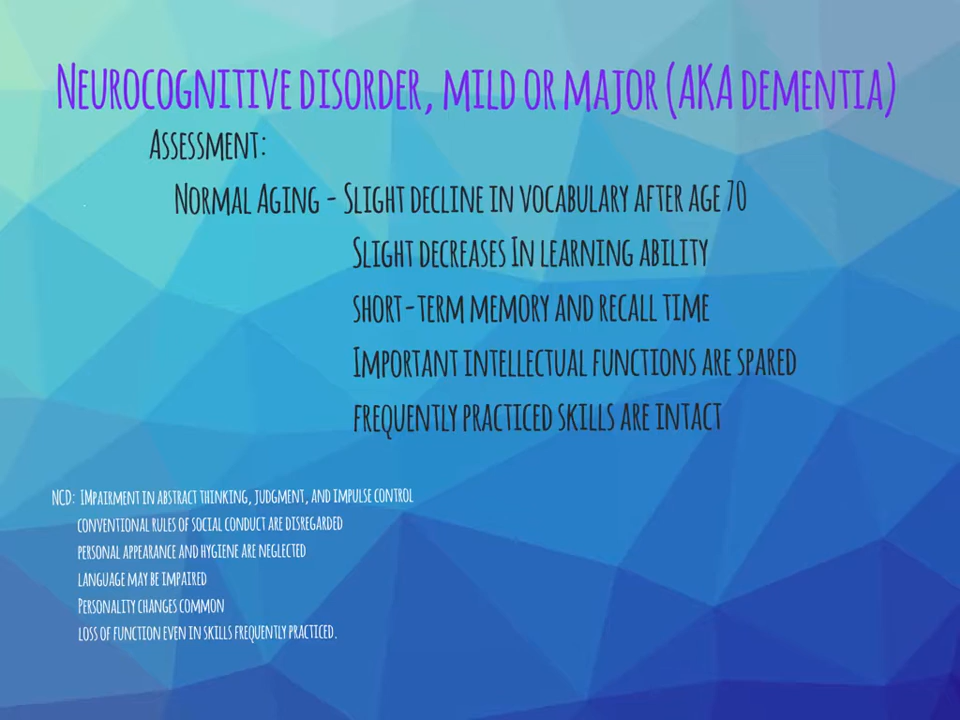 Neurocognitive disorder, mild or major (AKA dementia)
Assessment:
Normal Aging - Slight decline in vocabulary after age 70
Slight decreases In learning ability
short-term memory and recall time
Important intellectual functions are spared
frequently practiced skills are intact
NCD: IMpairment in abstract thinking, judgment, and impulse control
conventional rules of social conduct are disregarded
personal appearance and hygiene are neglected
language may be impaired
Personality changes common
loss of function even in skills frequently practiced.